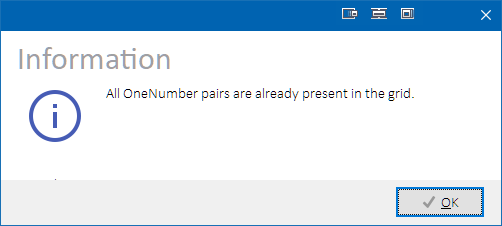 Information
All OneNumber pairs are already present in the grid.
OK